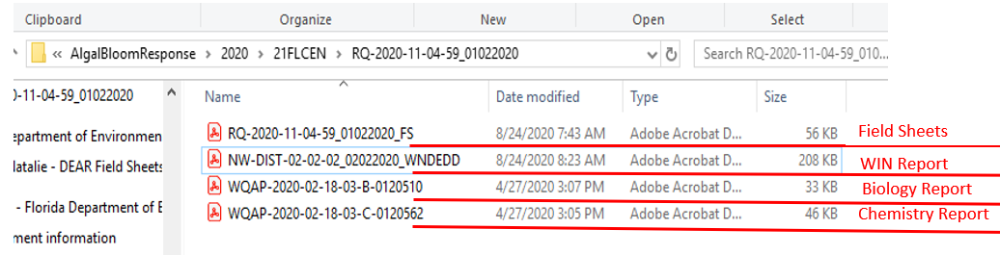 Clipboard Organize New Open Select
« AlgalBloomResponse > 2020 > 21FLCEN > RQ-2020-11-04-59_01022020 Search RQ-2020-11-04-59_010...
)-11-04-59_01022020 Name Date modified Type Size
RQ-2020-11-04-59_01022020_FS 8/24/2020 7:43 AM Adobe Acrobat D... 56 KB Field Sheets
epartment of Environmen
NW-DIST-02-02-02_02022020_WNDEDD 8/24/2020 8:23 AM Adobe Acrobat D... 208 KB WIN Report
latalie - DEAR Field Sheets
WQAP-2020-02-18-03-B-0120510 4/27/2020 3:07 PM Adobe Acrobat D... 33 KB Biology Report
- Florida Department of E
WQAP-2020-02-18-03-C-0120562 4/27/2020 3:05 PM Adobe Acrobat D... 46 KB Chemistry Report
ment information